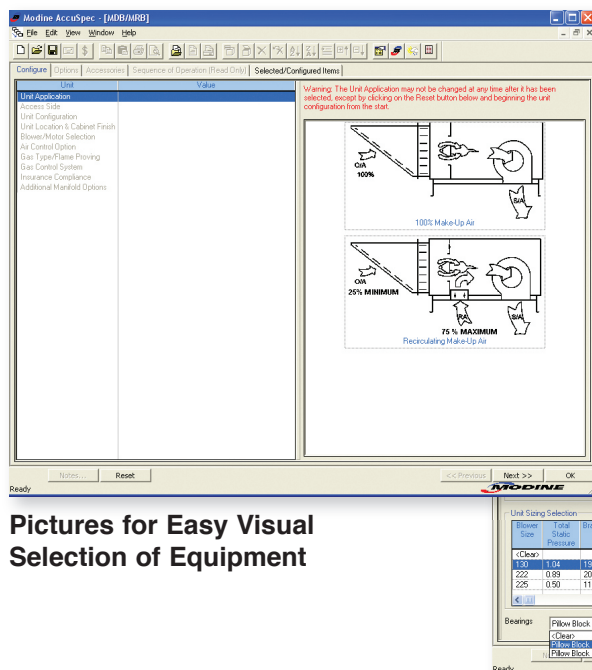 Modine AccuSpec - [MDB/MRB]
File Edit View Window Help
Configure Options Accessories Sequence of Operation (Read Only) Selected/Configured Items
Unit Value
Unit Application
Access Side
Unit Configuration
Unit Location & Cabinet Finish
Blower/Motor Selection
Air Control Option
Gas Type/Flame Proving
Gas Control System
Insurance Compliance
Additional Manifold Options
Warning: The Unit Application may not be changed at any time after it has been
selected, except by clicking on the Reset button below and beginning the unit
configuration from the start.
O/A
100%
S/A
100% Make-Up Air
O/A
25% MINIMUM
RA
S/A
75 % MAXIMUM
Recirculating Make-Up Air
Notes... Reset << Previous Next >> OK
Ready
MODINE
Pictures for Easy Visual
Selection of Equipment
Unit Sizing Selection
Blower Total
Size Static
Pressure
<Clear>
130 1.04 19
222 0.89 20
225 0.50 11
Bearings Pillow Block
<Clear>
Pillow Block
Pillow Block
Ready